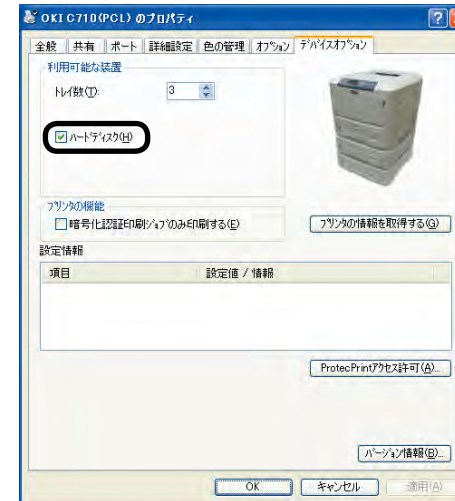 OKI C710(PCL) のプロパティ
全般 共有 ポート 詳細設定 色の管理 オプション デバイスオプション
利用可能な装置
トレイ数(T): 3
ハードディスク(H)
プリンタの機能
暗号化認証印刷ジョブのみ印刷する(E)
プリンタの情報を取得する(G)
設定情報
項目 設定値 / 情報
ProtecPrintアクセス許可(A)...
バージョン情報(B)...
OK キャンセル 適用(A)